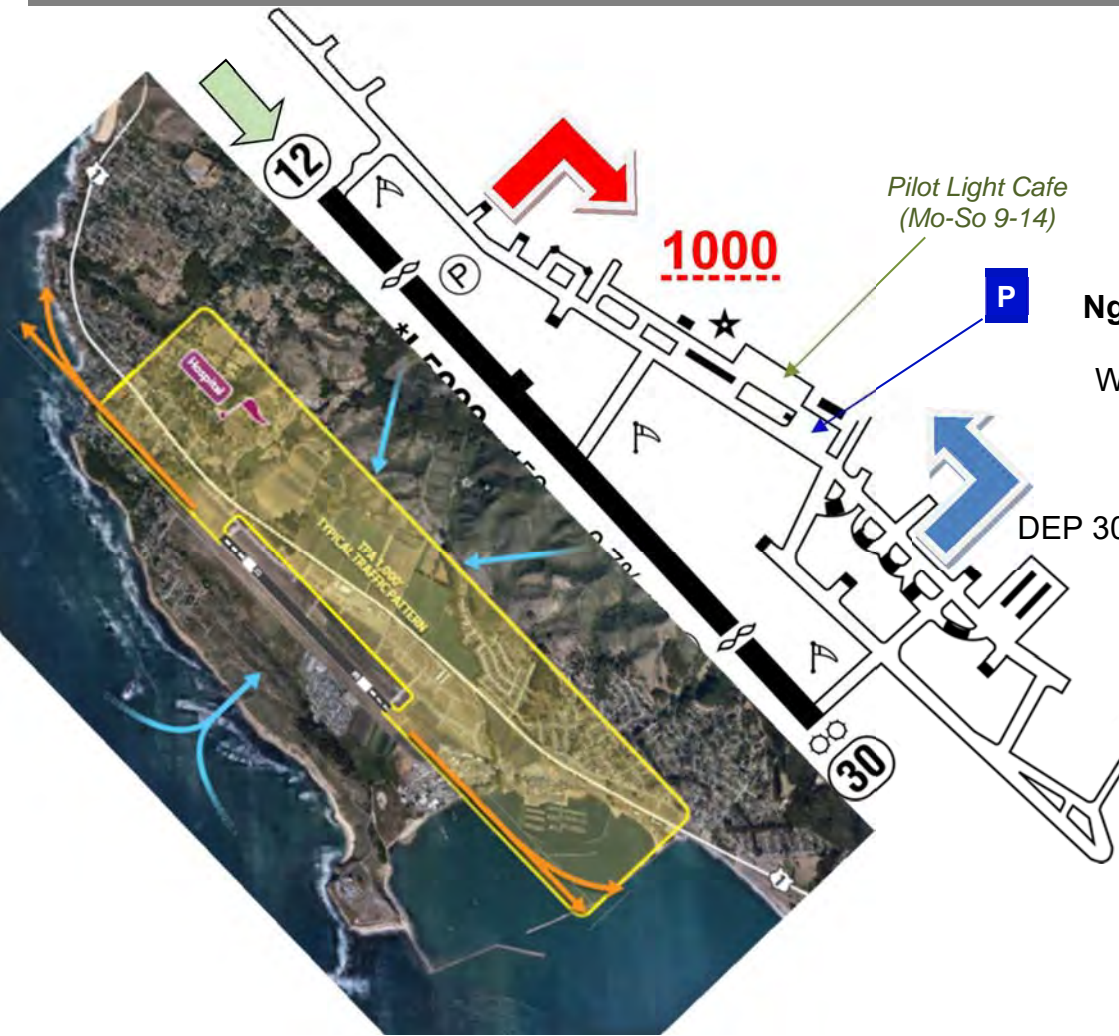 12
Pilot Light Cafe
(Mo-So 9-14)
1000
P
P
Ng
W
DEP 30
30
1
Hospital
TPA 1,000'
TYPICAL TRAFFIC PATTERN
1